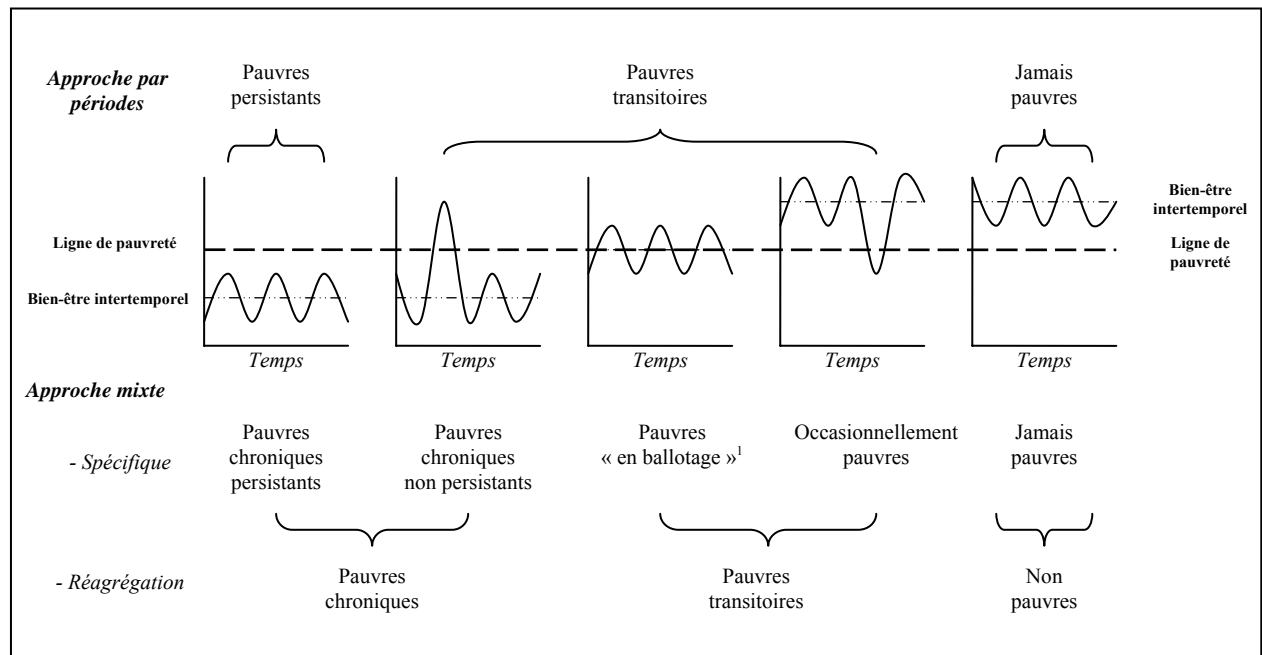 Approche par
périodes
Pauvres
persistants
Pauvres
transitoires
Jamais
pauvres
Ligne de pauvreté
Bien-être intertemporel
Bien-être
intertemporel
Ligne de
pauvreté
Temps
Temps
Temps
Temps
Temps
Approche mixte
- Spécifique
Pauvres
chroniques
persistants
Pauvres
chroniques
non persistants
Pauvres
« en ballotage »¹
Occasionnellement
pauvres
Jamais
pauvres
- Réagrégation
Pauvres
chroniques
Pauvres
transitoires
Non
pauvres